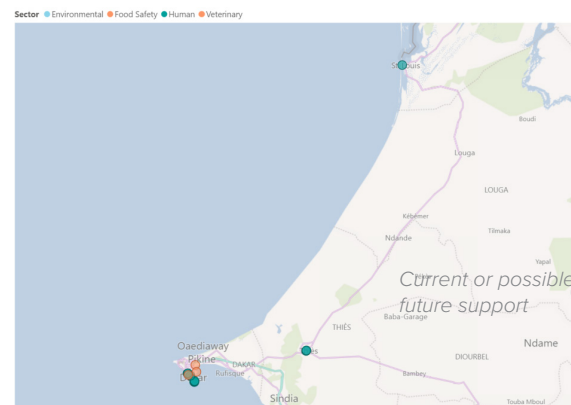 Sector Environmental Food Safety Human Veterinary
Boudi
Louga
LOUGA
Kébémer
Tilmaka
Ndande
Yapal
Current or possible
future support
Baba-Garage
THIÈS
Ndame
Oaediaway
Pikine
DAKAR
DIOURBEL
Rufisque
Bambey
Sindia
Touba Mboul